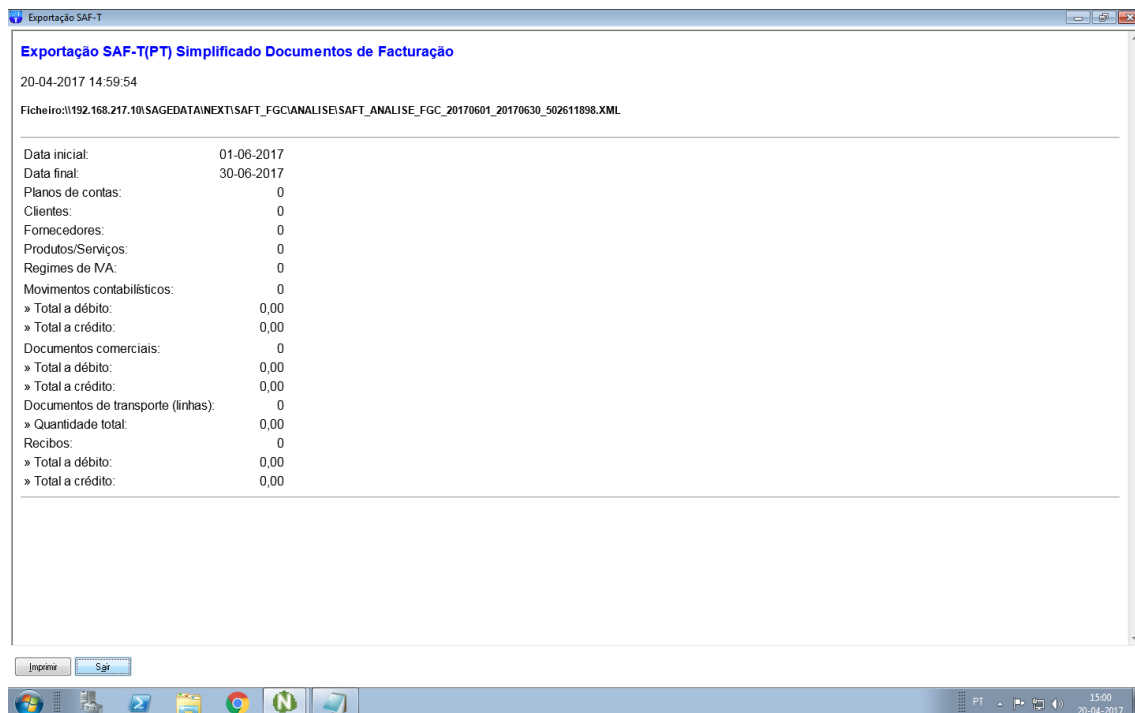 Exportação SAF-T
Exportação SAF-T(PT) Simplificado Documentos de Facturação
20-04-2017 14:59:54
Ficheiro:\\192.168.217.10\SAGEDATA\NEXT\SAFT_FGC\ANALISE\SAFT_ANALISE_FGC_20170601_20170630_502611898.XML
Data inicial: 01-06-2017
Data final: 30-06-2017
Planos de contas: 0
Clientes: 0
Fornecedores: 0
Produtos/Serviços: 0
Regimes de IVA: 0
Movimentos contabilísticos: 0
» Total a débito: 0,00
» Total a crédito: 0,00
Documentos comerciais: 0
» Total a débito: 0,00
» Total a crédito: 0,00
Documentos de transporte (linhas): 0
» Quantidade total: 0,00
Recibos: 0
» Total a débito: 0,00
» Total a crédito: 0,00
Imprimir Sair
PT 15:00
20-04-2017